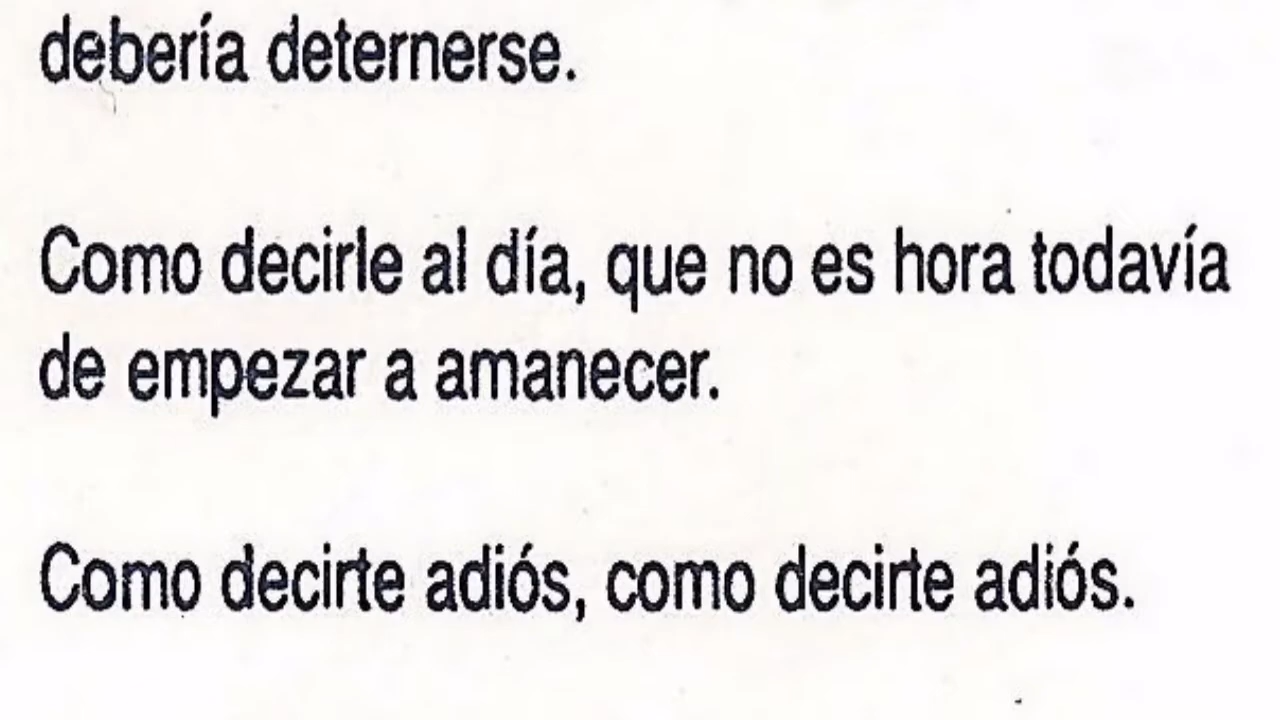 debería deternerse.
Como decirle al día, que no es hora todavía
de empezar a amanecer.
Como decirte adiós, como decirte adiós.